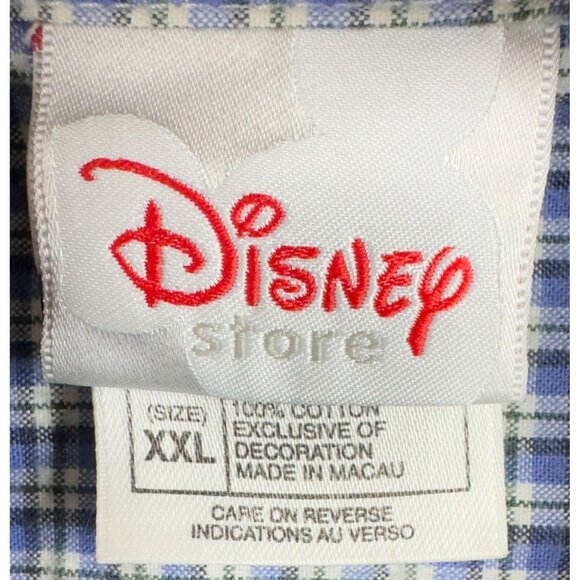 Disney
store
(SIZE)
XXL
100% COTTON
EXCLUSIVE OF
DECORATION
MADE IN MACAU
CARE ON REVERSE
INDICATIONS AU VERSO